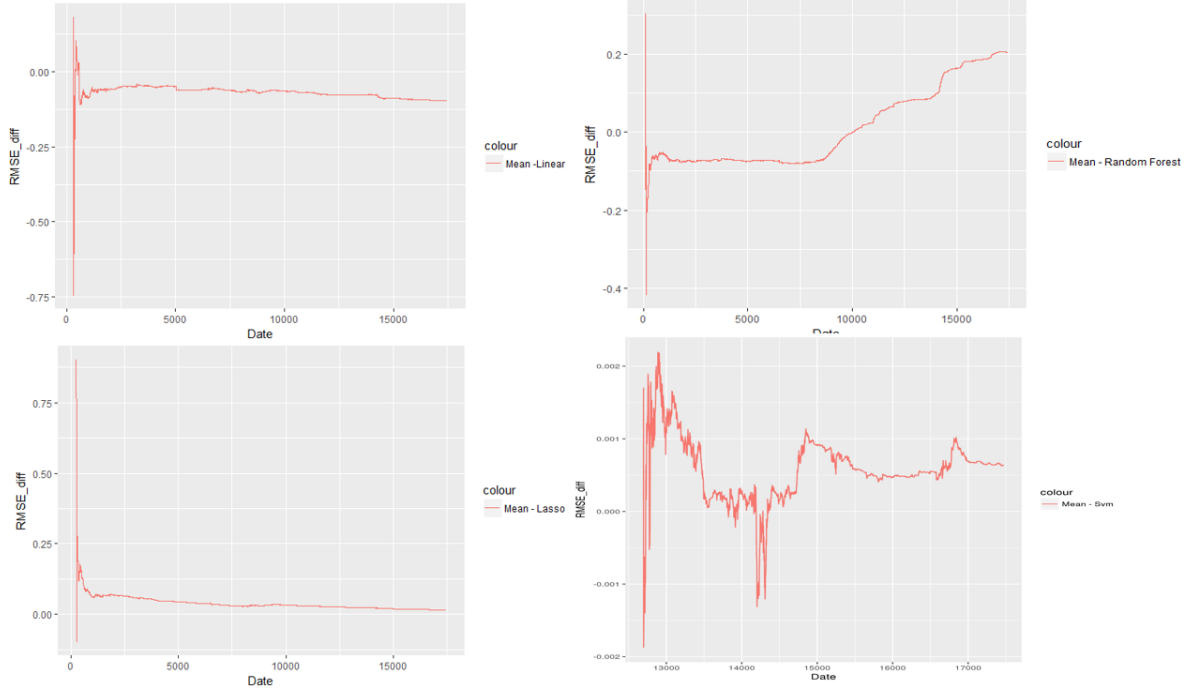 0.00
-0.25
-0.50
-0.75
RMSE_diff
0 5000 10000 15000
Date
colour
Mean -Linear
0.2
0.0
-0.2
-0.4
RMSE_diff
0 5000 10000 15000
Date
colour
Mean - Random Forest
0.75
0.50
0.25
0.00
RMSE_diff
0 5000 10000 15000
Date
colour
Mean - Lasso
0.002
0.001
0.000
-0.001
-0.002
RMSE_diff
13000 14000 15000 16000 17000
Date
colour
Mean - Svm